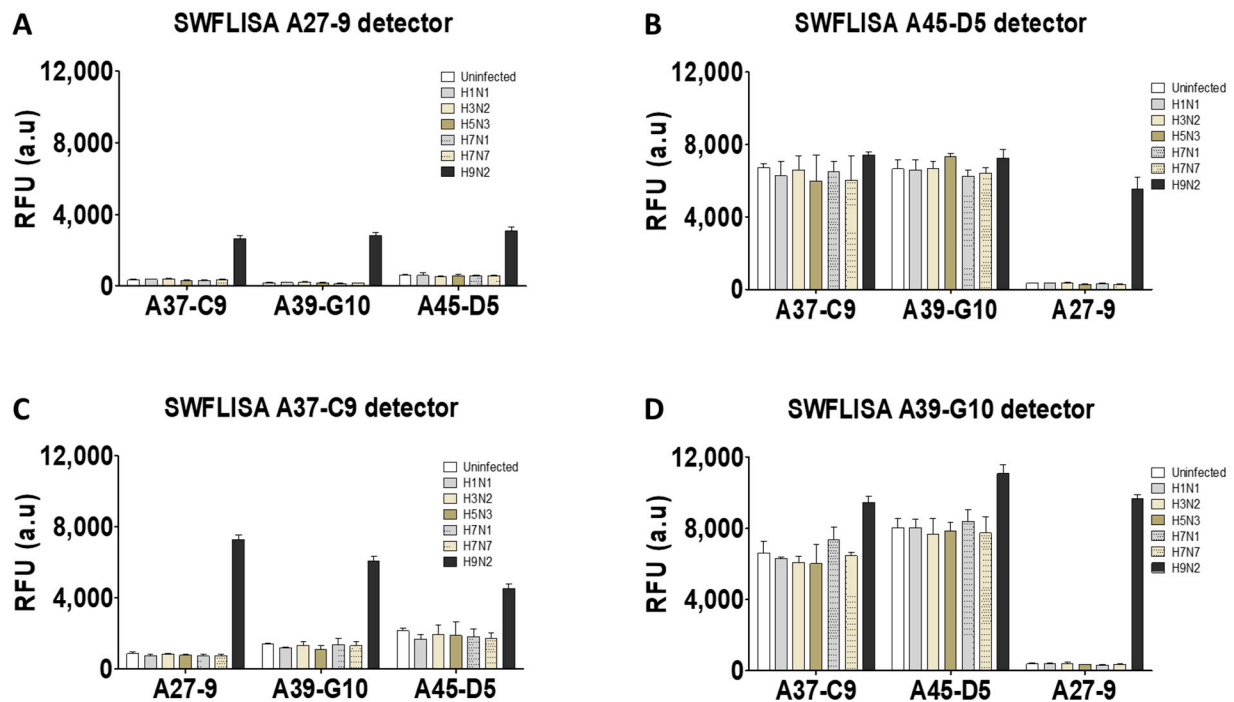 A
SWFLISA A27-9 detector
RFU (a.u)
12,000
8,000
4,000
0
Uninfected
H1N1
H3N2
H5N3
H7N1
H7N7
H9N2
A37-C9 A39-G10 A45-D5
B
SWFLISA A45-D5 detector
RFU (a.u)
12,000
8,000
4,000
0
Uninfected
H1N1
H3N2
H5N3
H7N1
H7N7
H9N2
A37-C9 A39-G10 A27-9
C
SWFLISA A37-C9 detector
RFU (a.u)
12,000
8,000
4,000
0
Uninfected
H1N1
H3N2
H5N3
H7N1
H7N7
H9N2
A27-9 A39-G10 A45-D5
D
SWFLISA A39-G10 detector
RFU (a.u)
12,000
8,000
4,000
0
Uninfected
H1N1
H3N2
H5N3
H7N1
H7N7
H9N2
A37-C9 A45-D5 A27-9